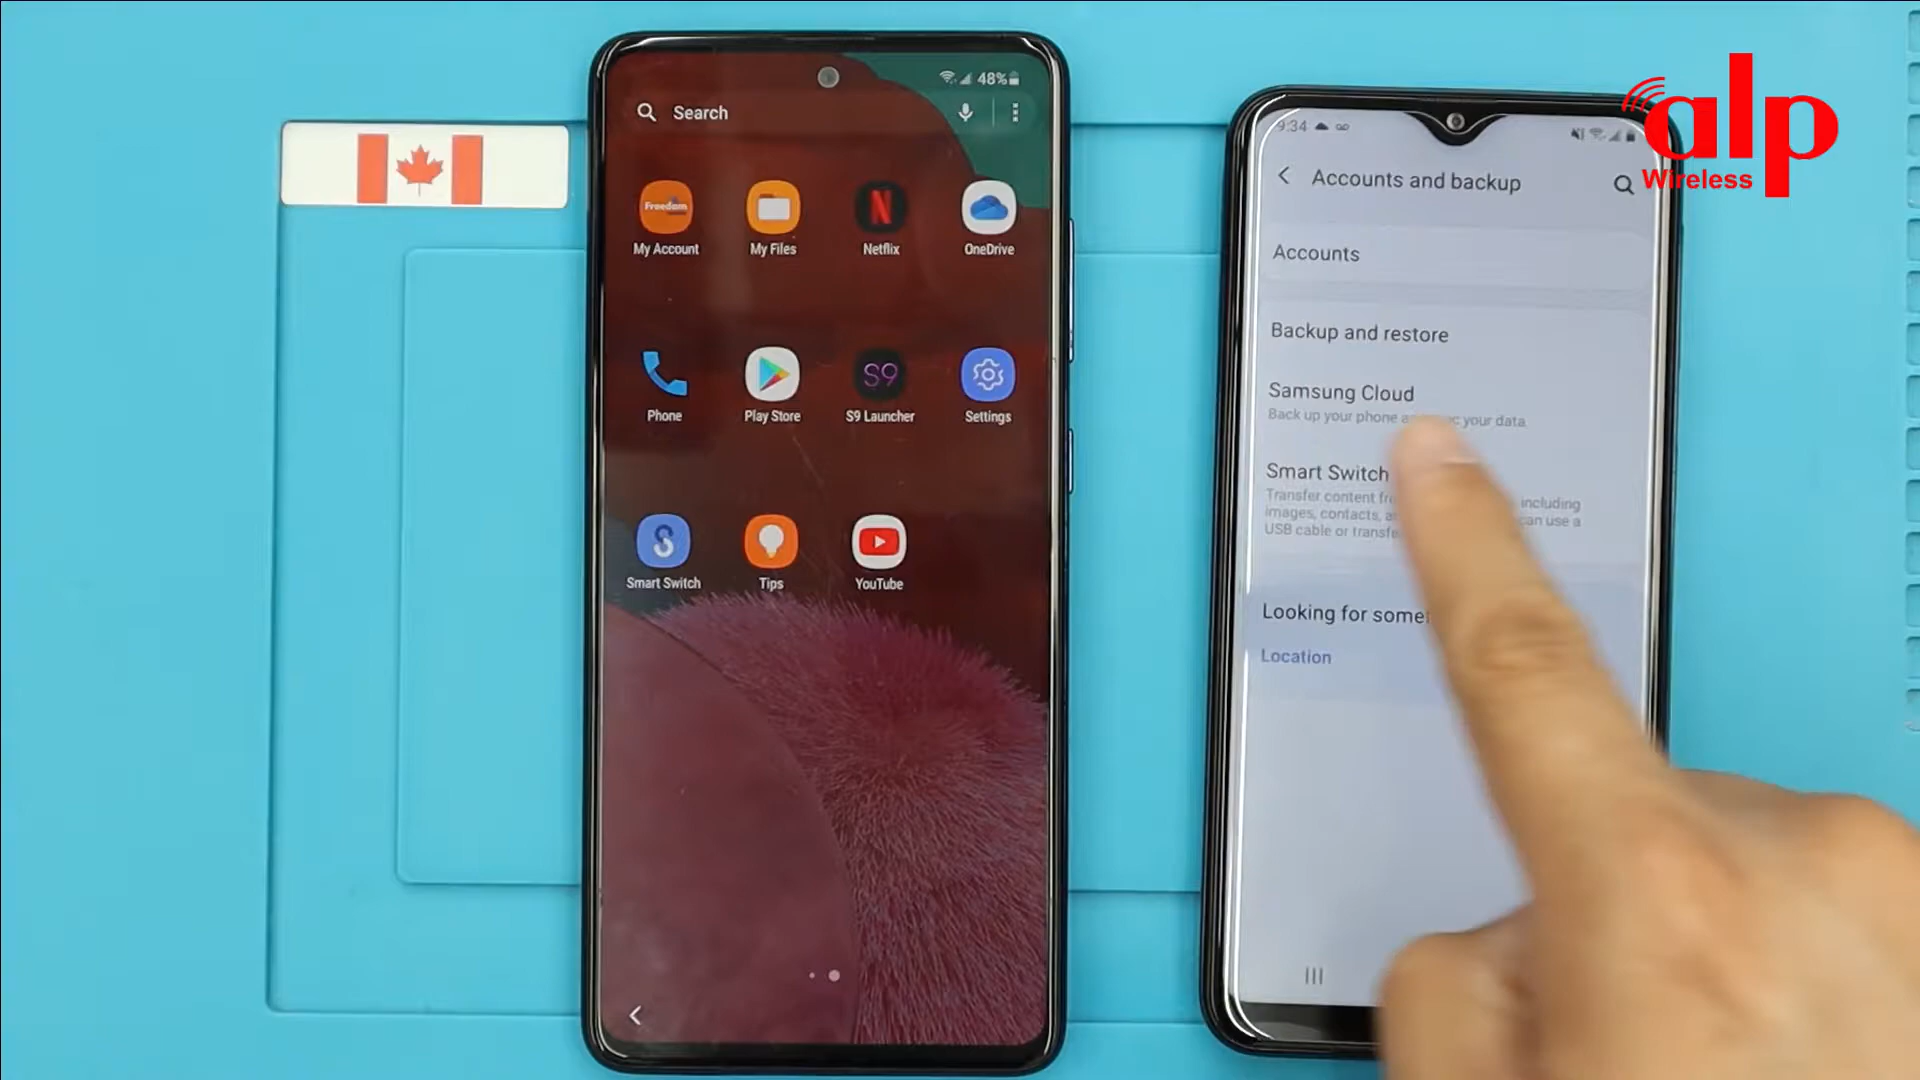 48%
Search
Freedom
My Account
My Files
Netflix
OneDrive
Phone
Play Store
S9
S9 Launcher
Settings
Smart Switch
Tips
YouTube
9:34
Accounts and backup
Accounts
Backup and restore
Samsung Cloud
Back up your phone your data.
Smart Switch
Transfer content including
images, contacts, can use a
USB cable or
Looking for
Location
alp
Wireless